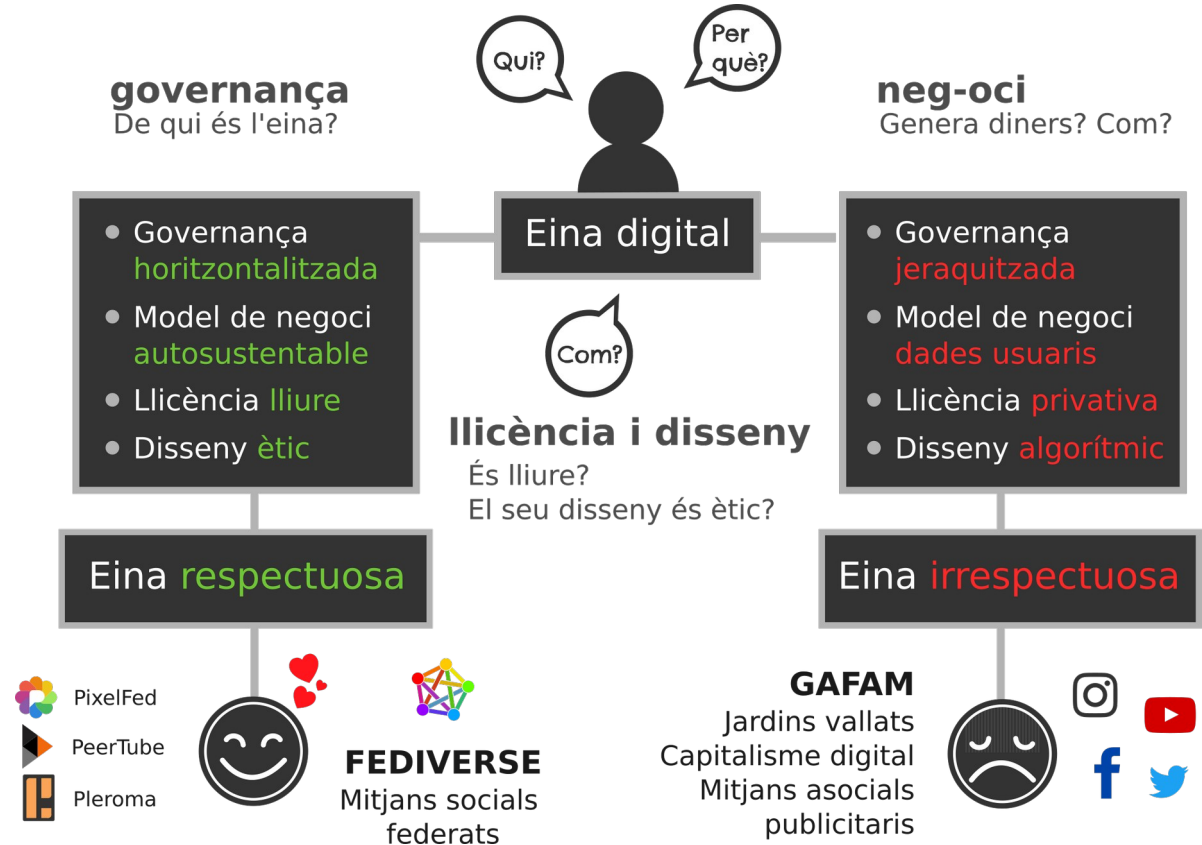 Qui?
Per
què?
governança
De qui és l'eina?
neg-oci
Genera diners? Com?
Eina digital
Governança
horitzontalitzada
Model de negoci
autosustentable
Llicència lliure
Disseny ètic
Governança
jeraquitzada
Model de negoci
dades usuaris
Llicència privativa
Disseny algorítmic
Com?
llicència i disseny
És lliure?
El seu disseny és ètic?
Eina respectuosa
Eina irrespectuosa
PixelFed
PeerTube
Pleroma
FEDIVERSE
Mitjans socials
federats
GAFAM
Jardins vallats
Capitalisme digital
Mitjans asocials
publicitaris